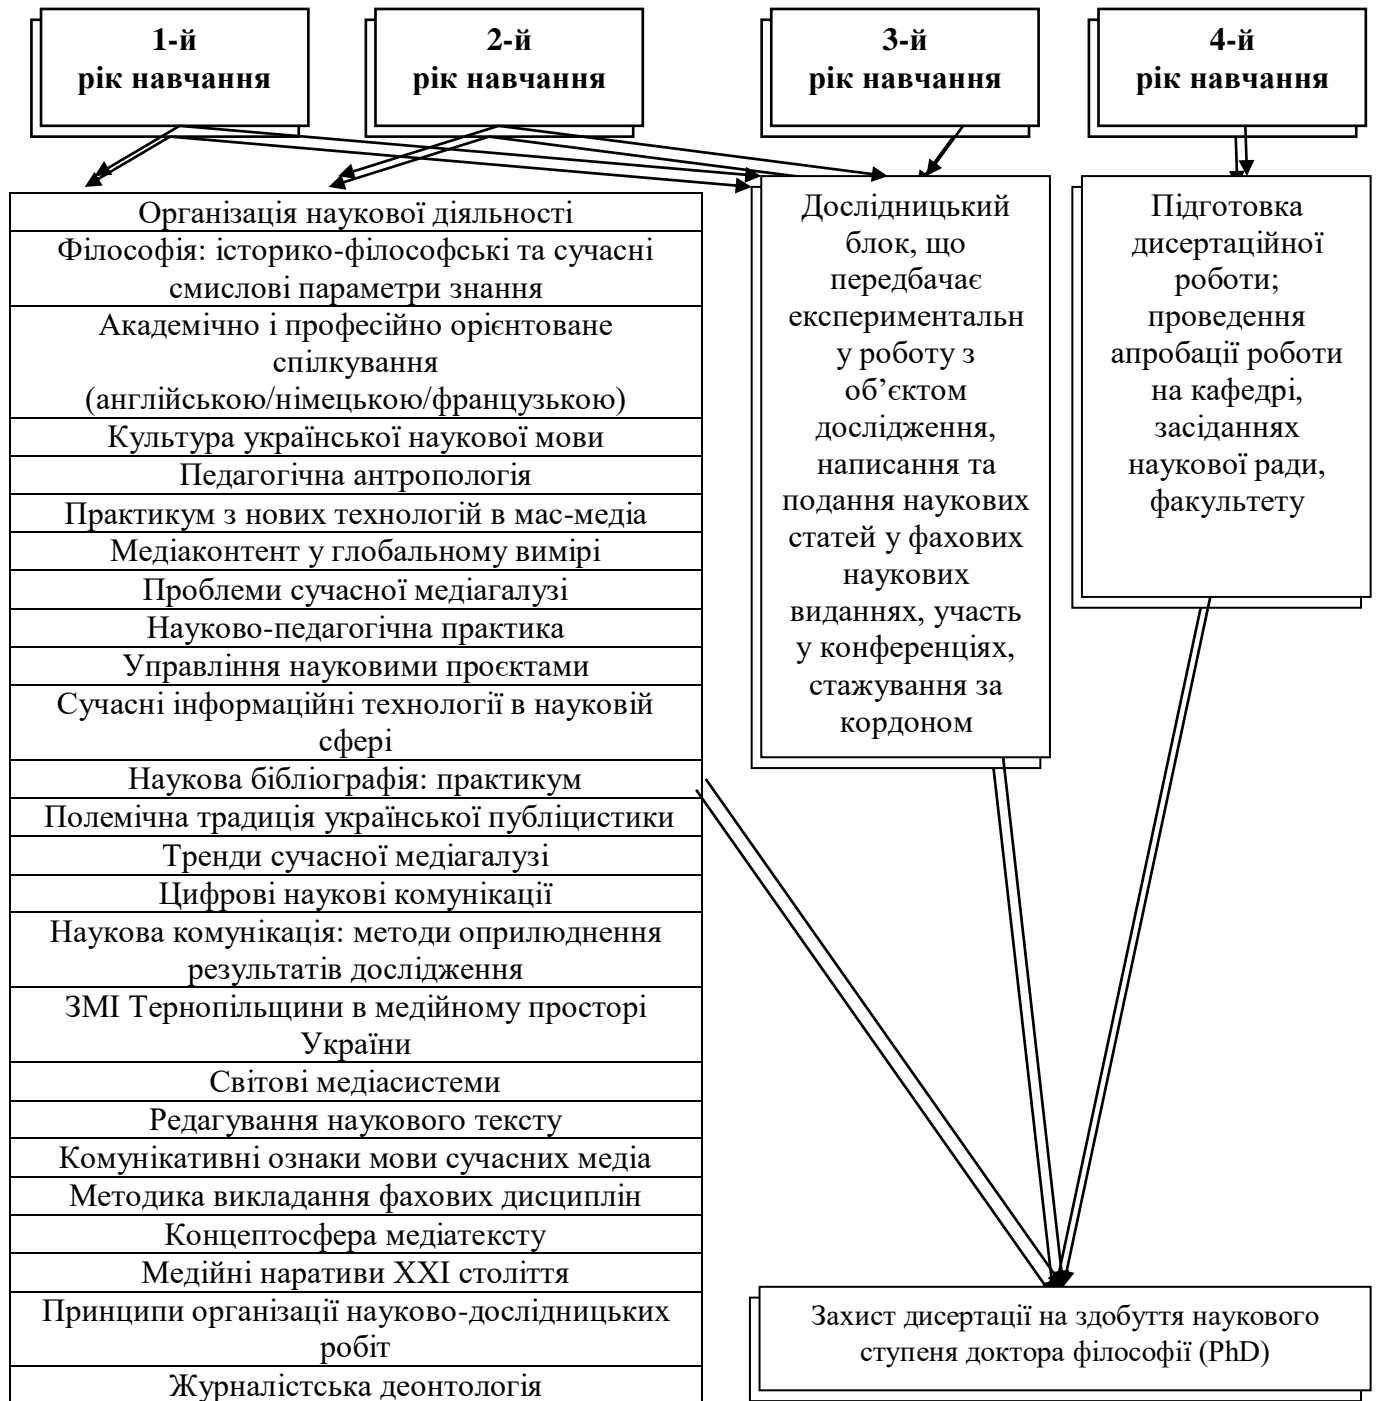 1-й
рік навчання
2-й
рік навчання
3-й
рік навчання
4-й
рік навчання
Організація наукової діяльності
Філософія: історико-філософські та сучасні
смислові параметри знання
Академічно і професійно орієнтоване
спілкування
(англійською/німецькою/французькою)
Культура української наукової мови
Педагогічна антропологія
Практикум з нових технологій в мас-медіа
Медіаконтент у глобальному вимірі
Проблеми сучасної медіагалузі
Науково-педагогічна практика
Управління науковими проєктами
Сучасні інформаційні технології в науковій
сфері
Наукова бібліографія: практикум
Полемічна традиція української публіцистики
Тренди сучасної медіагалузі
Цифрові наукові комунікації
Наукова комунікація: методи оприлюднення
результатів дослідження
ЗМІ Тернопільщини в медійному просторі
України
Світові медіасистеми
Редагування наукового тексту
Комунікативні ознаки мови сучасних медіа
Методика викладання фахових дисциплін
Концептосфера медіатексту
Медійні наративи ХХІ століття
Принципи організації науково-дослідницьких
робіт
Журналістська деонтологія
Дослідницький
блок, що
передбачає
експериментальн
у роботу з
об’єктом
дослідження,
написання та
подання наукових
статей у фахових
наукових
виданнях, участь
у конференціях,
стажування за
кордоном
Підготовка
дисертаційної
роботи;
проведення
апробації роботи
на кафедрі,
засіданнях
наукової ради,
факультету
Захист дисертації на здобуття наукового
ступеня доктора філософії (PhD)